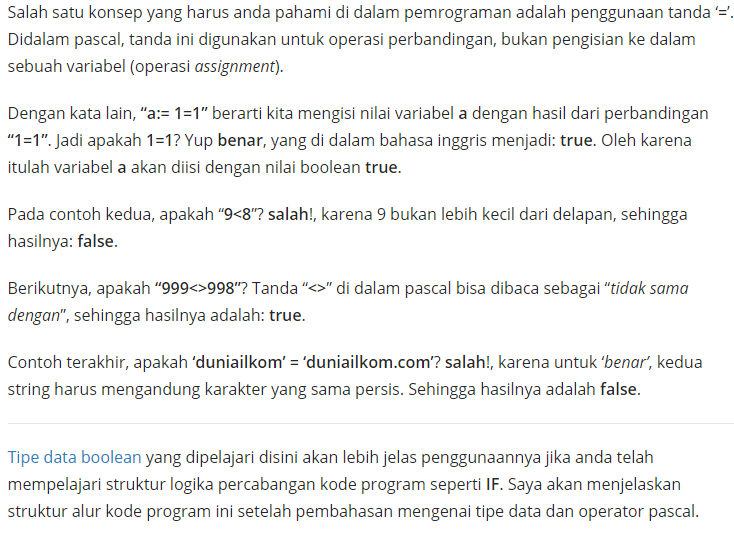 Salah satu konsep yang harus anda pahami di dalam pemrograman adalah penggunaan tanda ‘=’.
Didalam pascal, tanda ini digunakan untuk operasi perbandingan, bukan pengisian ke dalam
sebuah variabel (operasi assignment).
Dengan kata lain, “a:= 1=1” berarti kita mengisi nilai variabel a dengan hasil dari perbandingan
“1=1”. Jadi apakah 1=1? Yup benar, yang di dalam bahasa inggris menjadi: true. Oleh karena
itulah variabel a akan diisi dengan nilai boolean true.
Pada contoh kedua, apakah “9<8”? salah!, karena 9 bukan lebih kecil dari delapan, sehingga
hasilnya: false.
Berikutnya, apakah “999<>998”? Tanda “<>” di dalam pascal bisa dibaca sebagai “tidak sama
dengan”, sehingga hasilnya adalah: true.
Contoh terakhir, apakah ‘duniailkom’ = ‘duniailkom.com’? salah!, karena untuk ‘benar’, kedua
string harus mengandung karakter yang sama persis. Sehingga hasilnya adalah false.
Tipe data boolean yang dipelajari disini akan lebih jelas penggunaannya jika anda telah
mempelajari struktur logika percabangan kode program seperti IF. Saya akan menjelaskan
struktur alur kode program ini setelah pembahasan mengenai tipe data dan operator pascal.